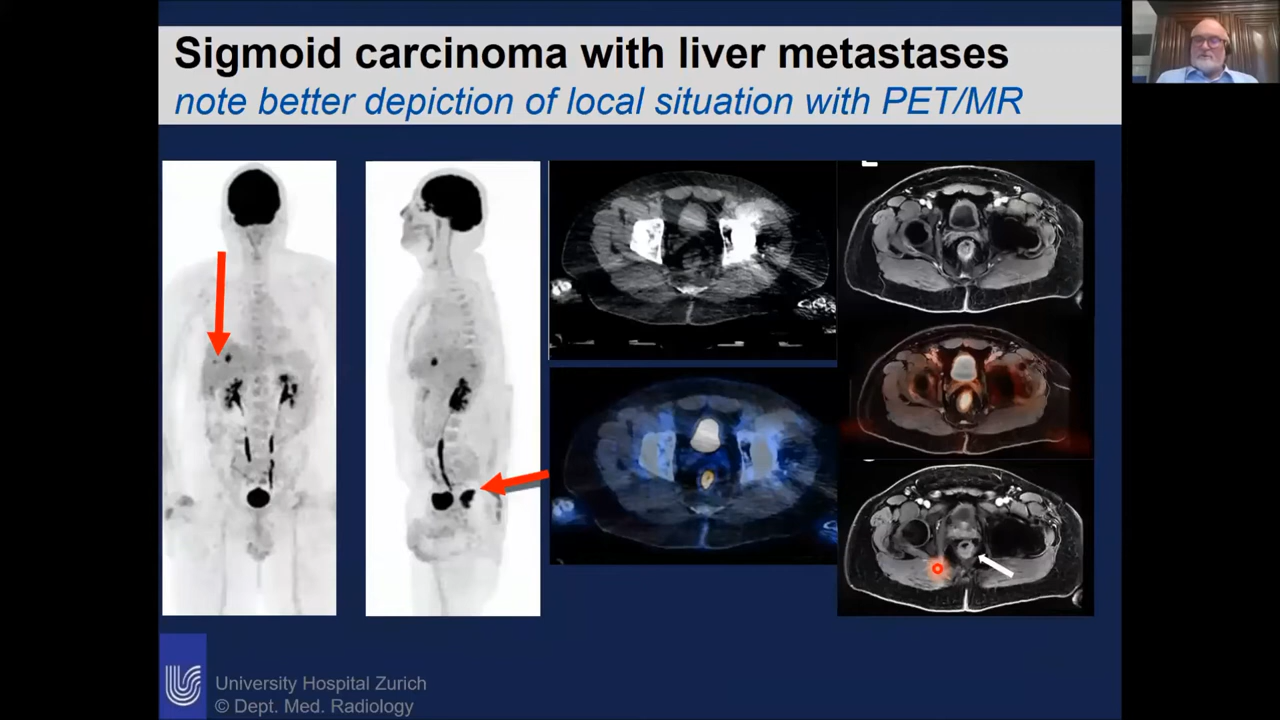 Sigmoid carcinoma with liver metastases
note better depiction of local situation with PET/MR
University Hospital Zurich
© Dept. Med. Radiology